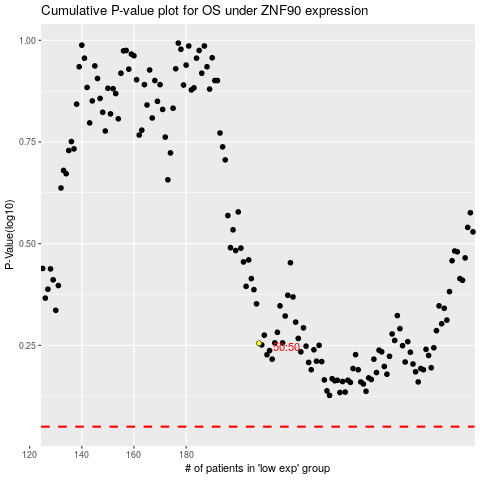 Cumulative P-value plot for OS under ZNF90 expression
P-Value(log10)
1.00
0.75
0.50
0.25
50:50
120 140 160 180
# of patients in 'low exp' group